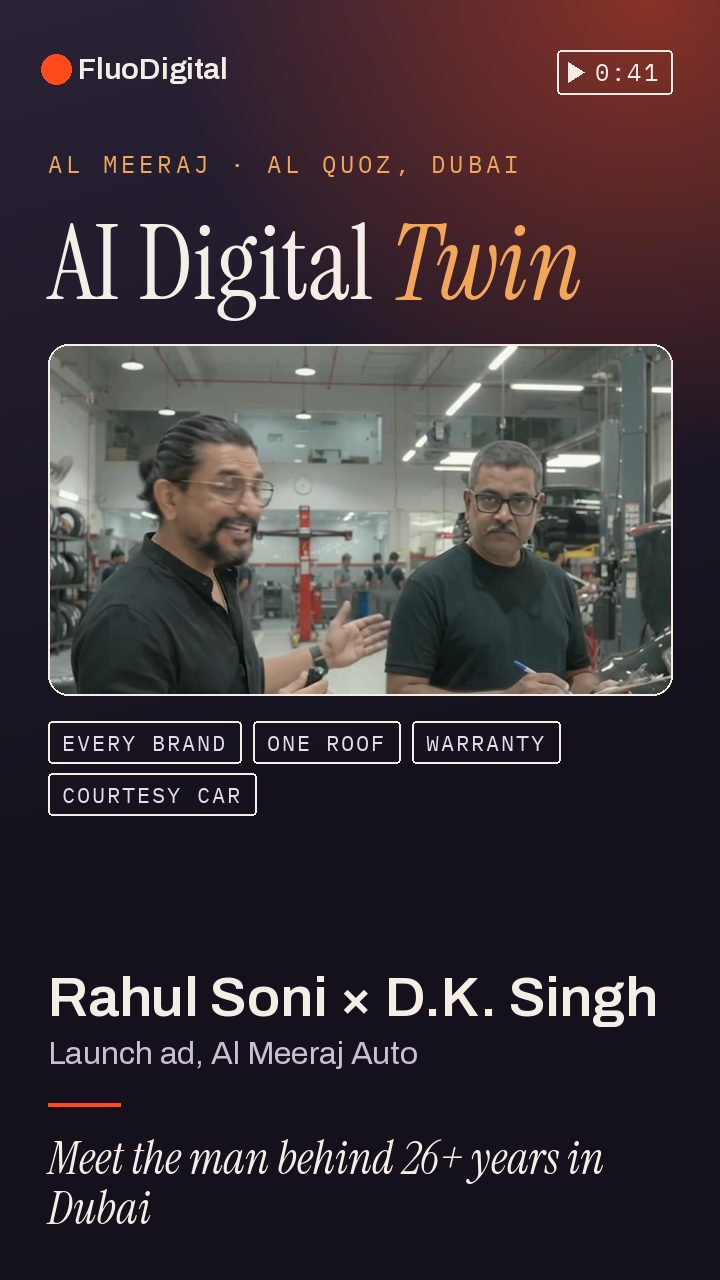 FluoDigital
0:41
AL MEERAJ · AL QUOZ, DUBAI
AI Digital Twin
EVERY BRAND
ONE ROOF
WARRANTY
COURTESY CAR
Rahul Soni × D.K. Singh
Launch ad, Al Meeraj Auto
Meet the man behind 26+ years in
Dubai